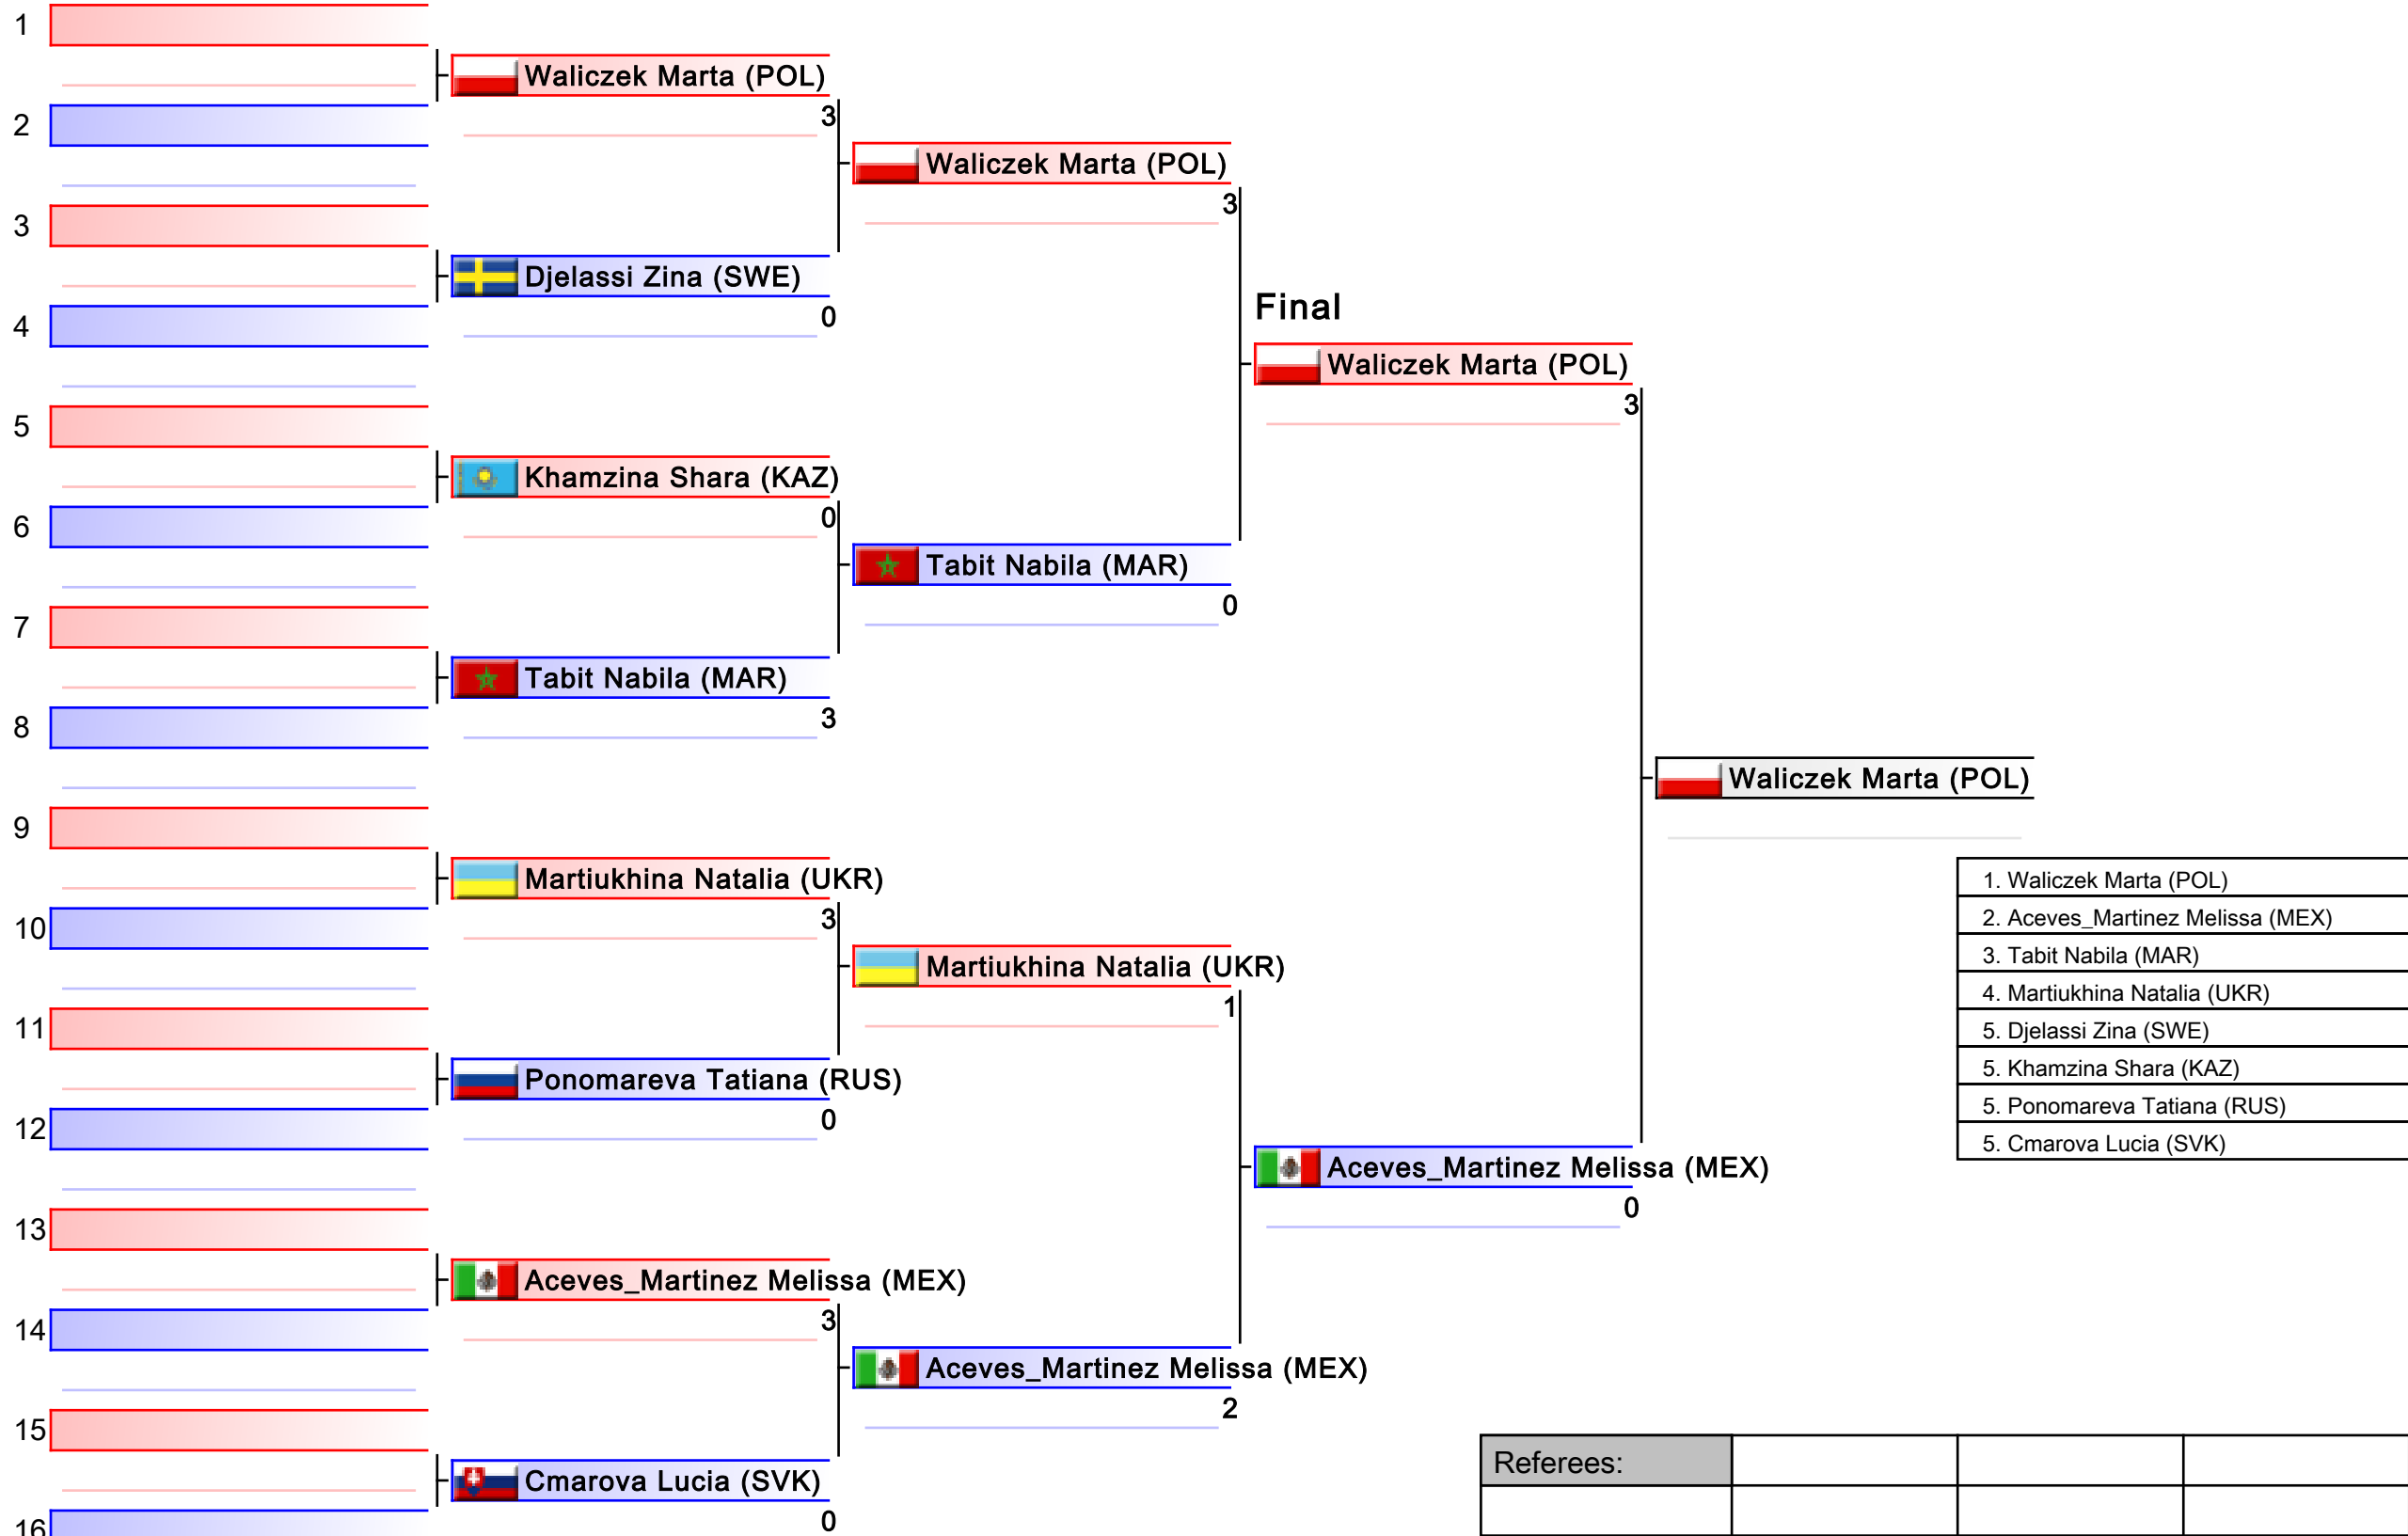 1
Waliczek Marta (POL)
3
2
Waliczek Marta (POL)
3
3
Djelassi Zina (SWE)
0
4
Final
Waliczek Marta (POL)
3
5
Khamzina Shara (KAZ)
0
6
Tabit Nabila (MAR)
0
7
Tabit Nabila (MAR)
3
8
Waliczek Marta (POL)
9
Martiukhina Natalia (UKR)
3
10
Martiukhina Natalia (UKR)
1
11
Ponomareva Tatiana (RUS)
0
12
Aceves_Martinez Melissa (MEX)
0
13
Aceves_Martinez Melissa (MEX)
3
14
Aceves_Martinez Melissa (MEX)
2
15
Cmarova Lucia (SVK)
0
16
1. Waliczek Marta (POL)
2. Aceves_Martinez Melissa (MEX)
3. Tabit Nabila (MAR)
4. Martiukhina Natalia (UKR)
5. Djelassi Zina (SWE)
5. Khamzina Shara (KAZ)
5. Ponomareva Tatiana (RUS)
5. Cmarova Lucia (SVK)
Referees: